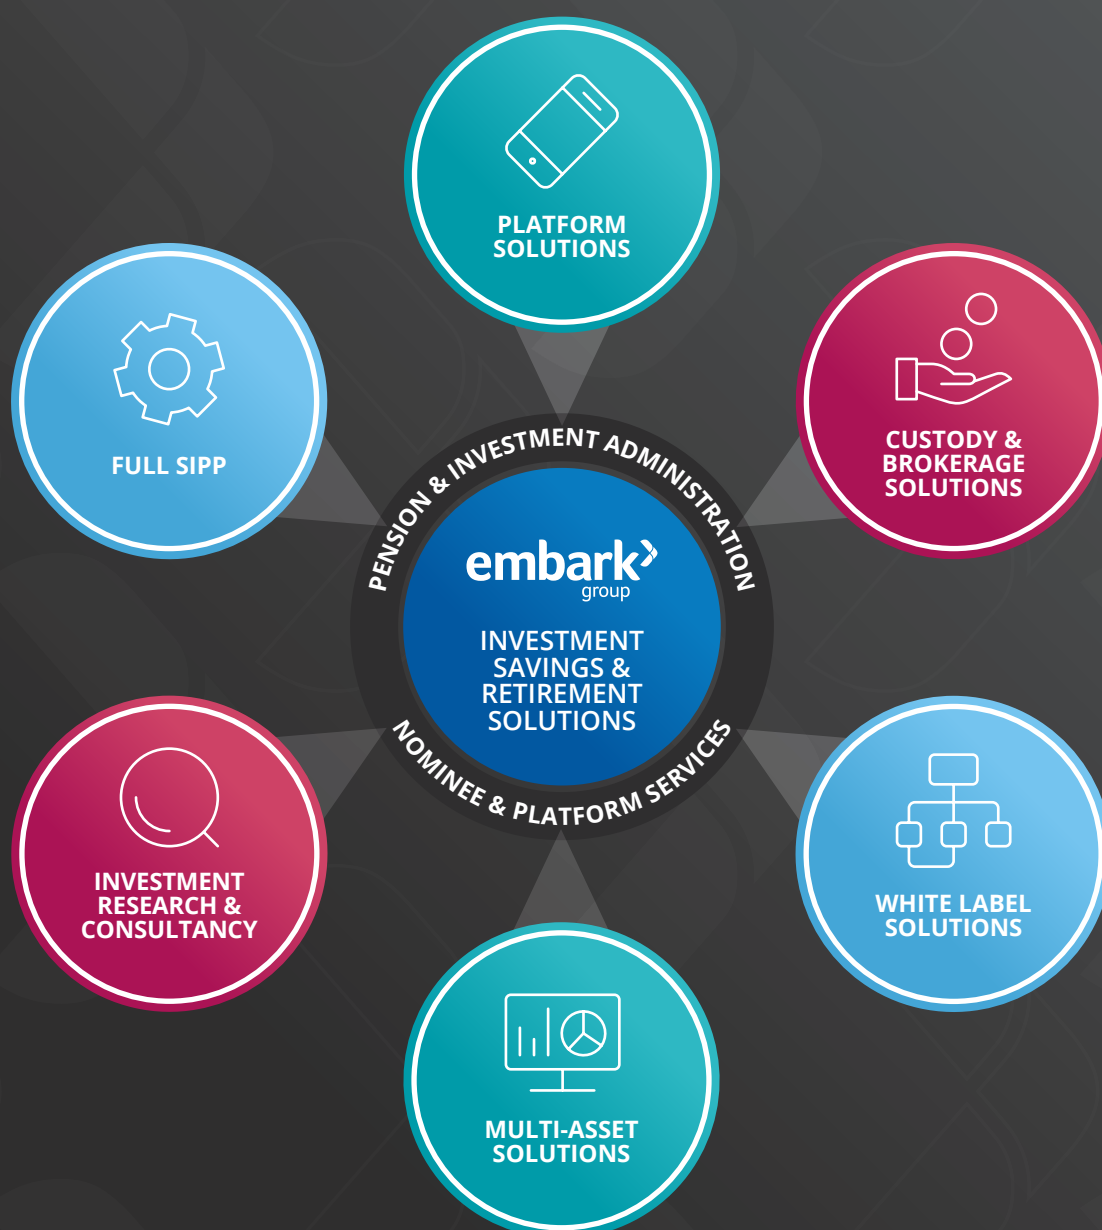 PLATFORM
SOLUTIONS
CUSTODY &
BROKERAGE
SOLUTIONS
FULL SIPP
PENSION & INVESTMENT ADMINISTRATION
embark
group
INVESTMENT
SAVINGS &
RETIREMENT
SOLUTIONS
NOMINEE & PLATFORM SERVICES
INVESTMENT
RESEARCH &
CONSULTANCY
WHITE LABEL
SOLUTIONS
MULTI-ASSET
SOLUTIONS